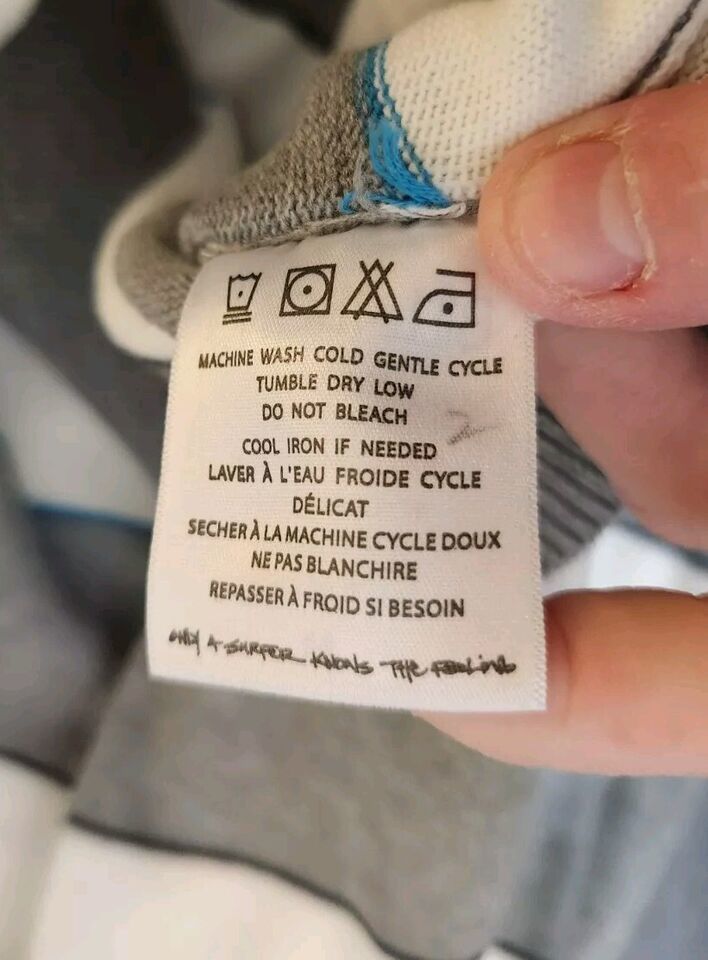 MACHINE WASH COLD GENTLE CYCLE
TUMBLE DRY LOW
DO NOT BLEACH
COOL IRON IF NEEDED
LAVER À L'EAU FROIDE CYCLE
DÉLICAT
SECHER À LA MACHINE CYCLE DOUX
NE PAS BLANCHIRE
REPASSER À FROID SI BESOIN
ONLY A SURFER KNOWS THE FEELING